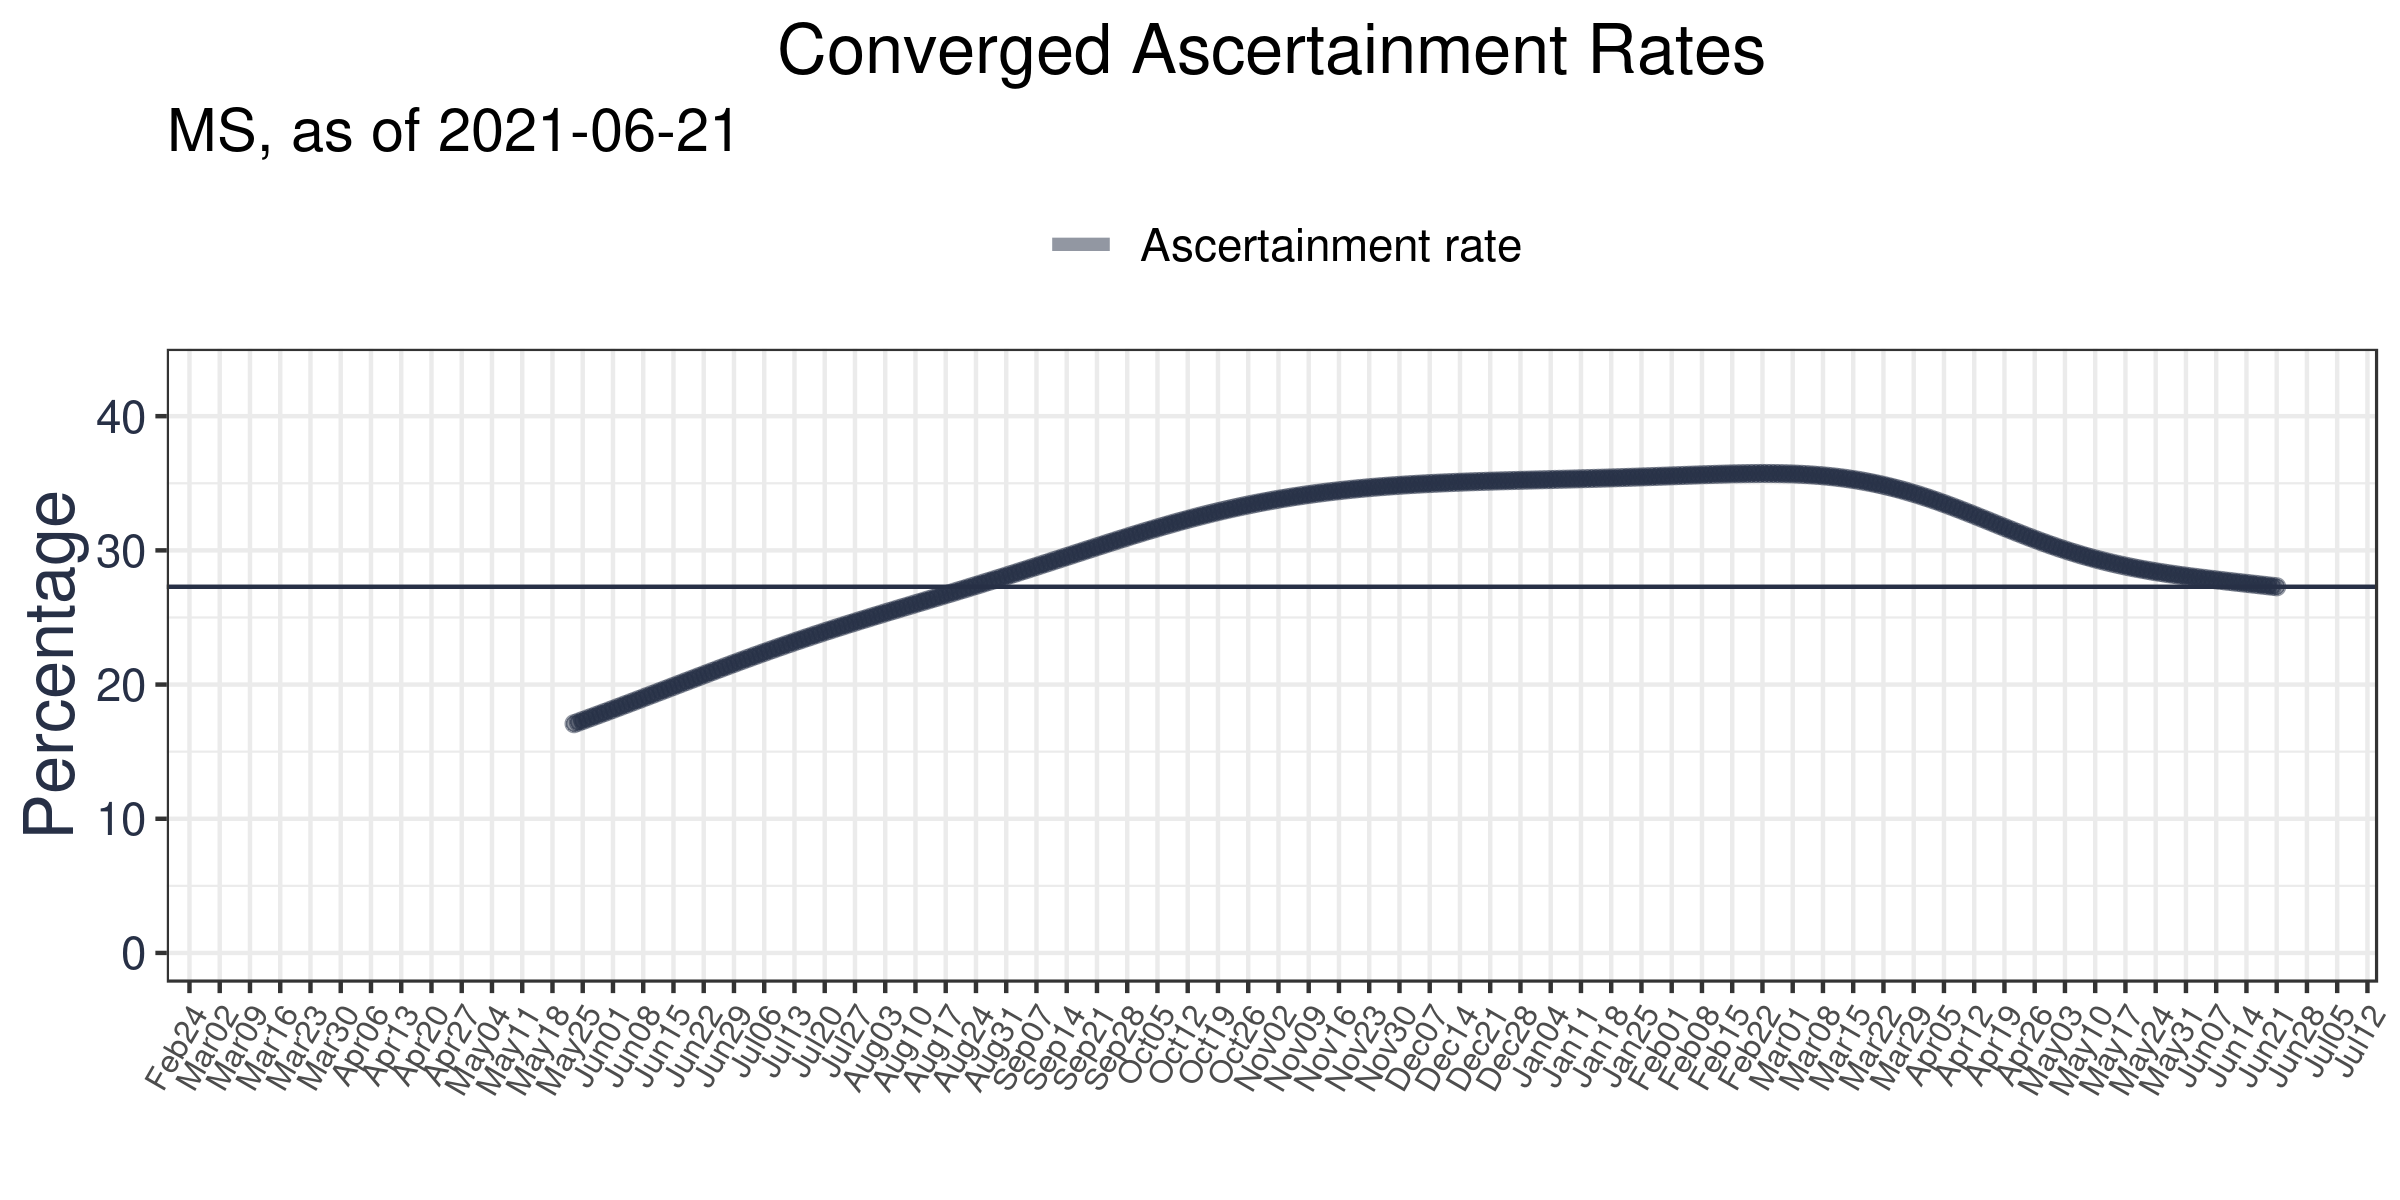 Converged Ascertainment Rates
MS, as of 2021-06-21
Ascertainment rate
Percentage
40
30
20
10
0
Feb24
Mar02
Mar09
Mar16
Mar23
Mar30
Apr06
Apr13
Apr20
Apr27
May04
May11
May18
May25
Jun01
Jun08
Jun15
Jun22
Jun29
Jul06
Jul13
Jul20
Jul27
Aug03
Aug10
Aug17
Aug24
Aug31
Sep07
Sep14
Sep21
Sep28
Oct05
Oct12
Oct19
Oct26
Nov02
Nov09
Nov16
Nov23
Nov30
Dec07
Dec14
Dec21
Dec28
Jan04
Jan11
Jan18
Jan25
Feb01
Feb08
Feb15
Feb22
Mar01
Mar08
Mar15
Mar22
Mar29
Apr05
Apr12
Apr19
Apr26
May03
May10
May17
May24
May31
Jun07
Jun14
Jun21
Jun28
Jul05
Jul12